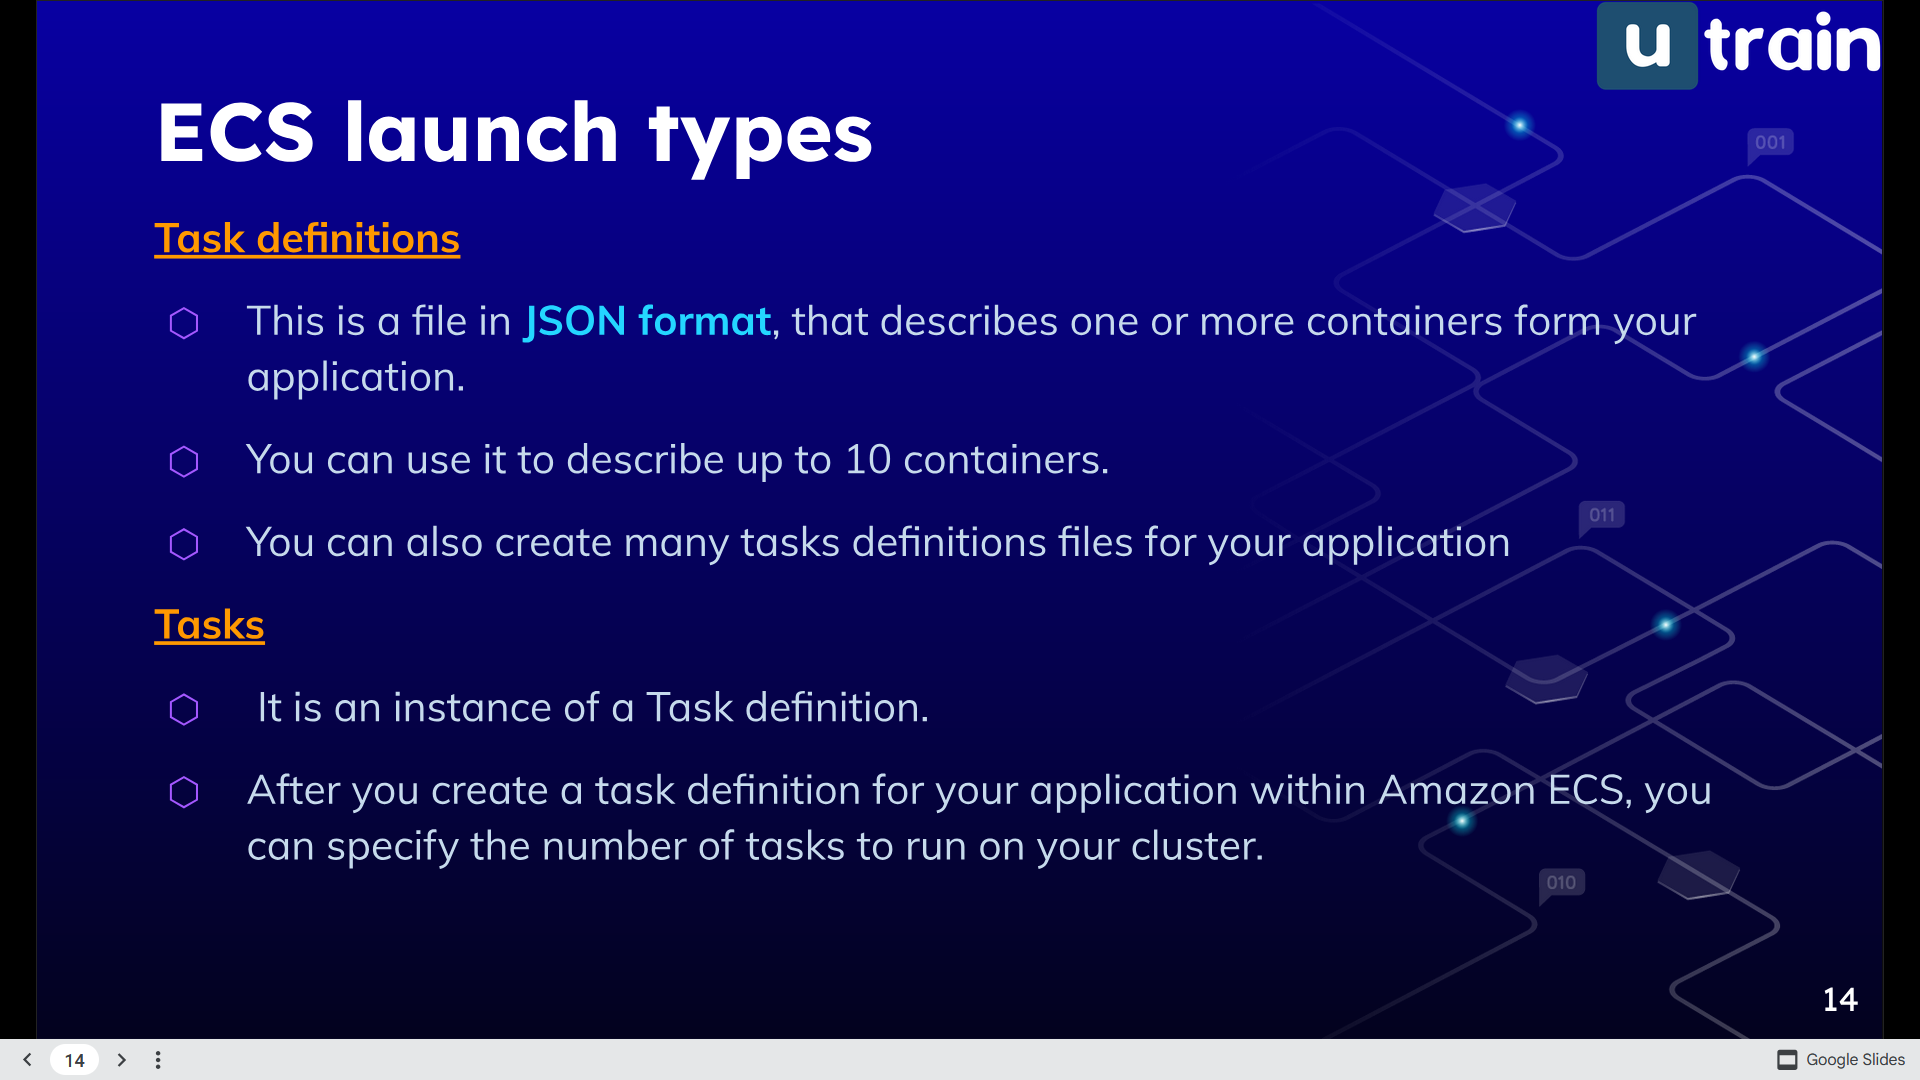 u train
ECS launch types
001
Task definitions
This is a file in JSON format, that describes one or more containers form your
application.
You can use it to describe up to 10 containers.
011
You can also create many tasks definitions files for your application
Tasks
It is an instance of a Task definition.
After you create a task definition for your application within Amazon ECS, you
can specify the number of tasks to run on your cluster.
010
14
14
Google Slides